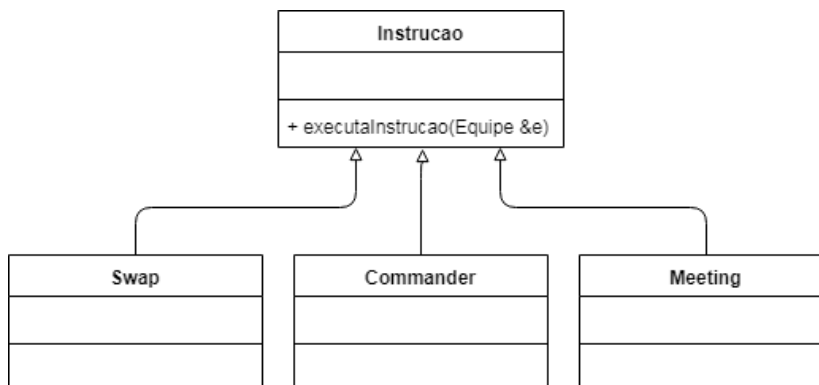 Instrucao
+ executaInstrucao(Equipe &e)
Swap
Commander
Meeting